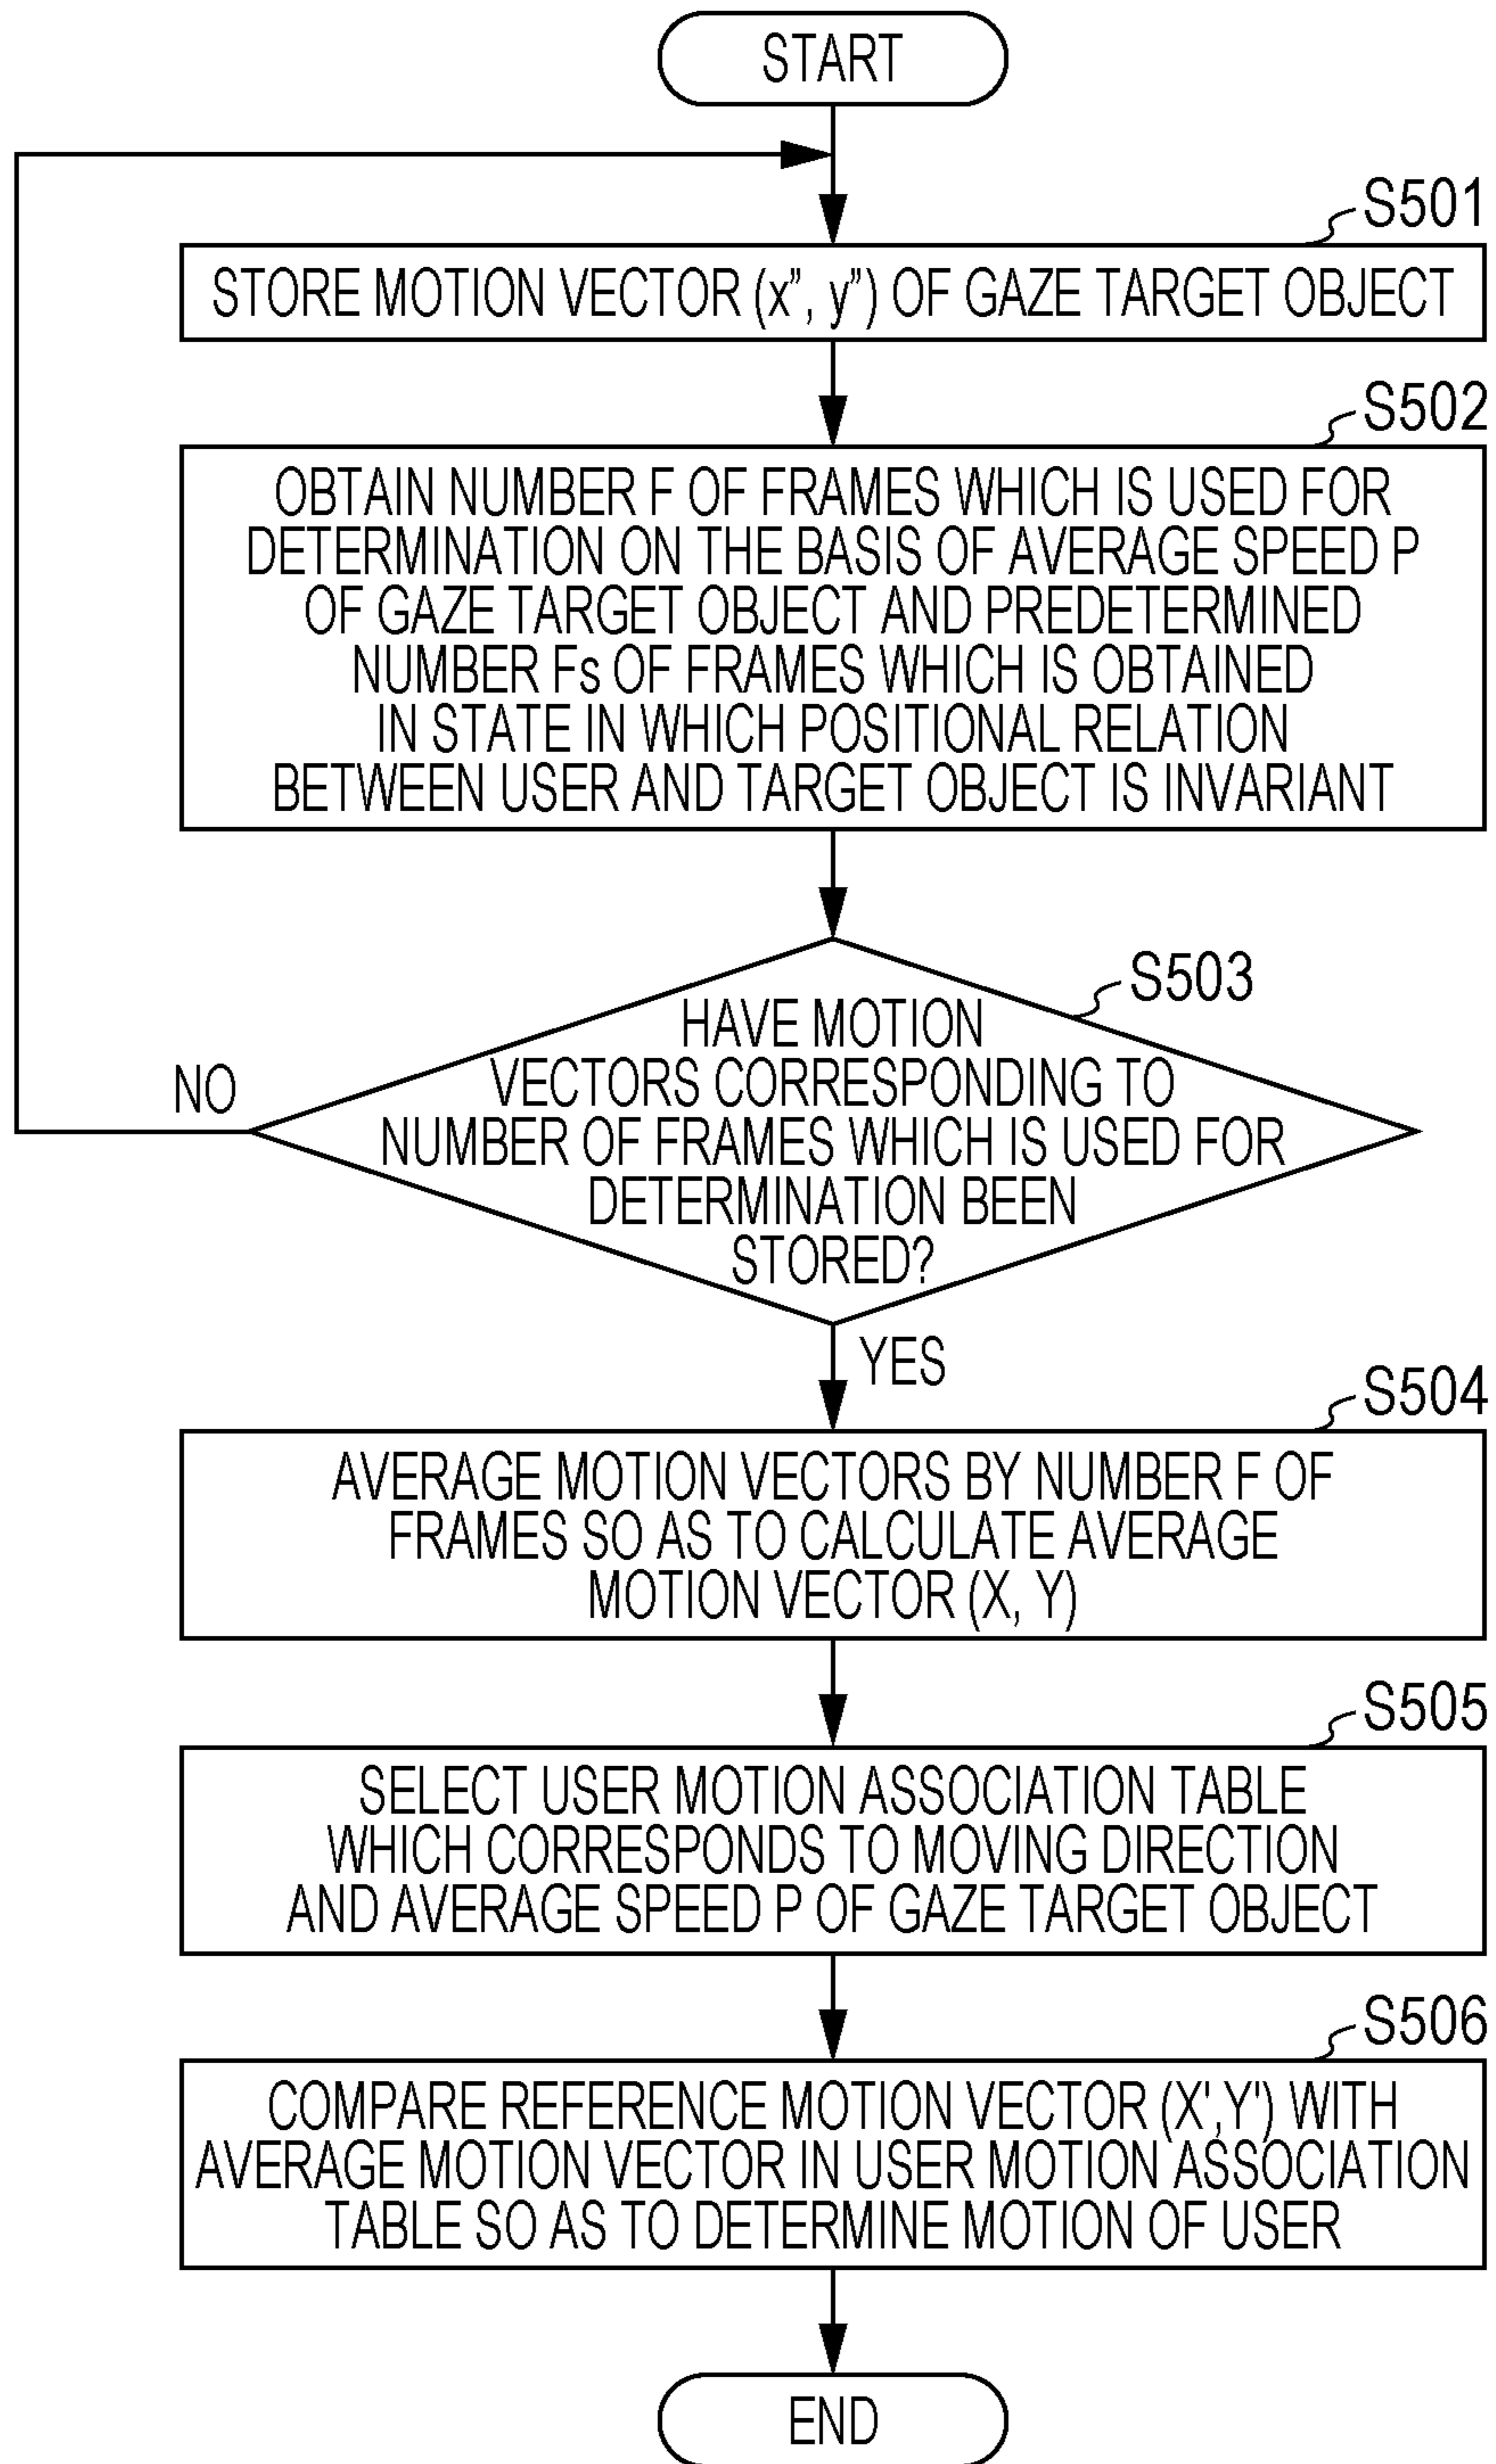 START
S501
STORE MOTION VECTOR (x”, y”) OF GAZE TARGET OBJECT
S502
OBTAIN NUMBER F OF FRAMES WHICH IS USED FOR
DETERMINATION ON THE BASIS OF AVERAGE SPEED P
OF GAZE TARGET OBJECT AND PREDETERMINED
NUMBER Fs OF FRAMES WHICH IS OBTAINED
IN STATE IN WHICH POSITIONAL RELATION
BETWEEN USER AND TARGET OBJECT IS INVARIANT
S503
HAVE MOTION
VECTORS CORRESPONDING TO
NUMBER OF FRAMES WHICH IS USED FOR
DETERMINATION BEEN
STORED?
NO
YES
S504
AVERAGE MOTION VECTORS BY NUMBER F OF
FRAMES SO AS TO CALCULATE AVERAGE
MOTION VECTOR (X, Y)
S505
SELECT USER MOTION ASSOCIATION TABLE
WHICH CORRESPONDS TO MOVING DIRECTION
AND AVERAGE SPEED P OF GAZE TARGET OBJECT
S506
COMPARE REFERENCE MOTION VECTOR (X',Y') WITH
AVERAGE MOTION VECTOR IN USER MOTION ASSOCIATION
TABLE SO AS TO DETERMINE MOTION OF USER
END